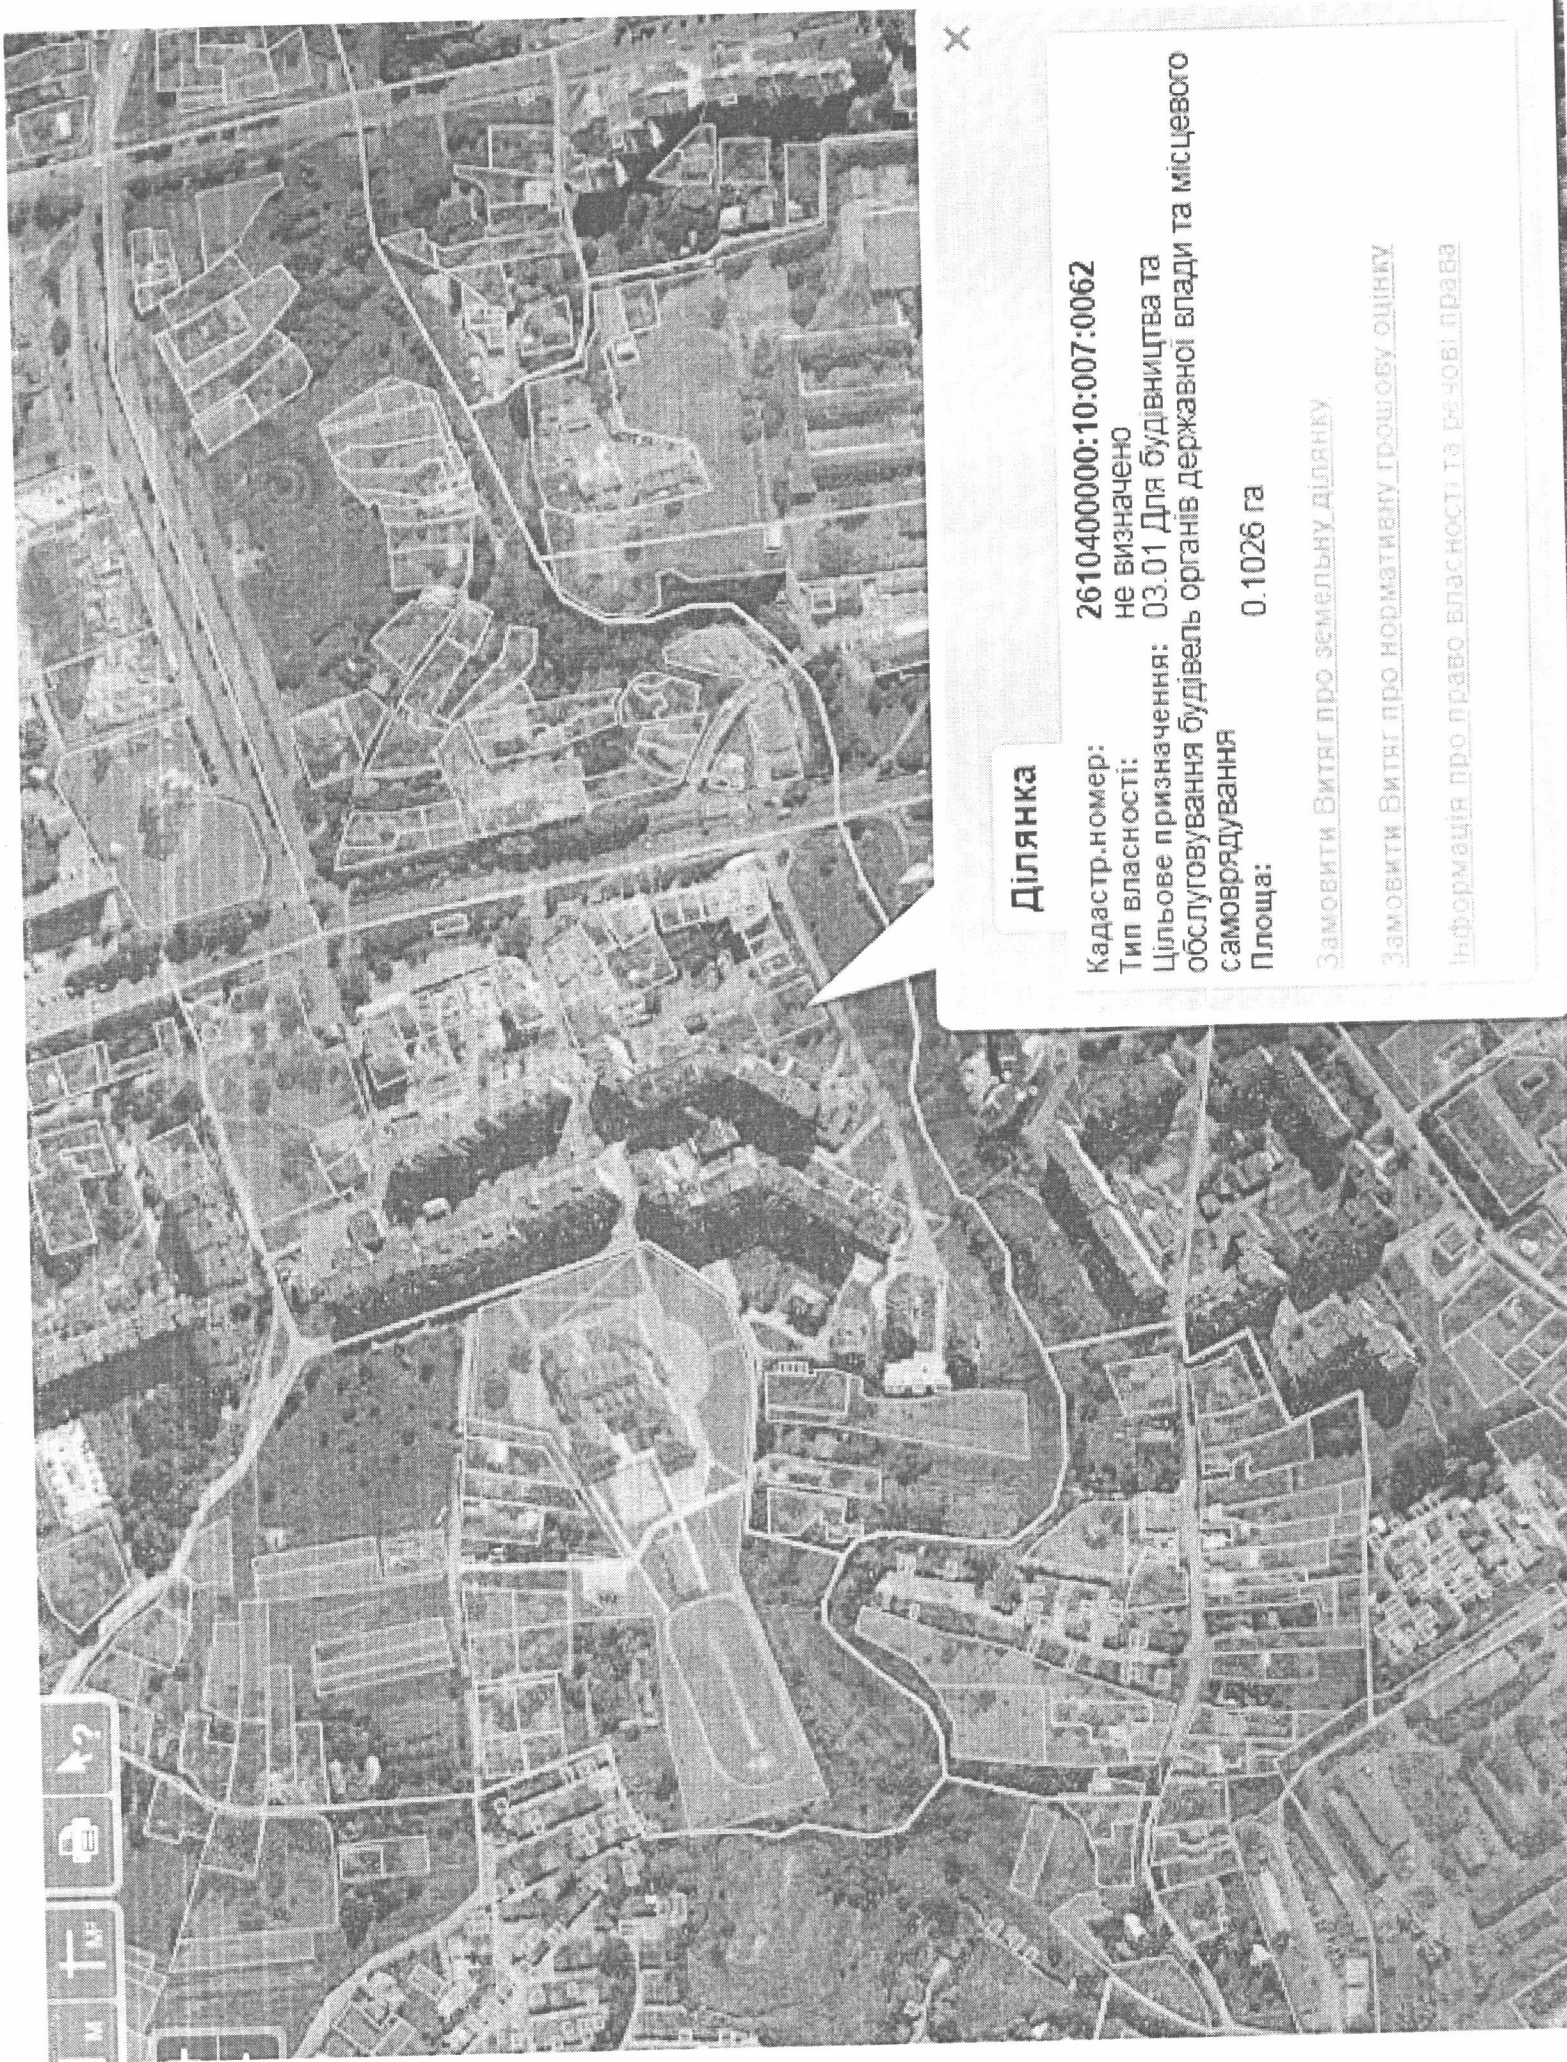 м м²
Ділянка
Кадастр.номер: 2610400000:10:007:0062
Тип власності: не визначено
Цільове призначення: 03.01 Для будівництва та
обслуговування будівель органів державної влади та місцевого
самоврядування
Площа: 0.1026 га
Замовити Витяг про земельну ділянку
Замовити Витяг про нормативну грошову оцінку
Інформація про право власності та речові права